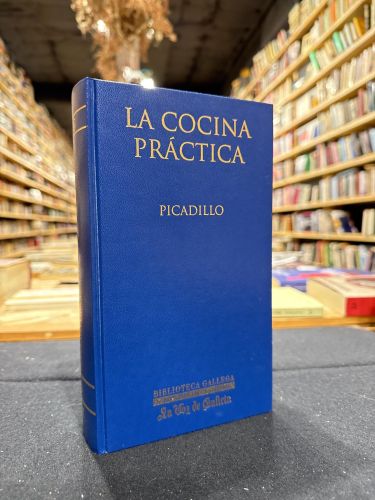 LA COCINA
PRÁCTICA
PICADILLO
BIBLIOTECA GALLEGA
La Voz de Galicia